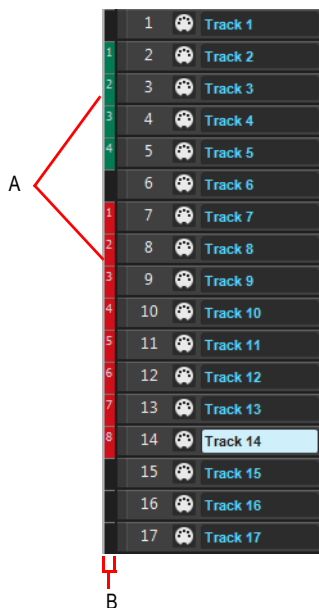 1 Track 1
1 2 Track 2
2 3 Track 3
3 4 Track 4
4 5 Track 5
6 Track 6
A
1 7 Track 7
2 8 Track 8
3 9 Track 9
4 10 Track 10
5 11 Track 11
6 12 Track 12
7 13 Track 13
8 14 Track 14
15 Track 15
16 Track 16
17 Track 17
B